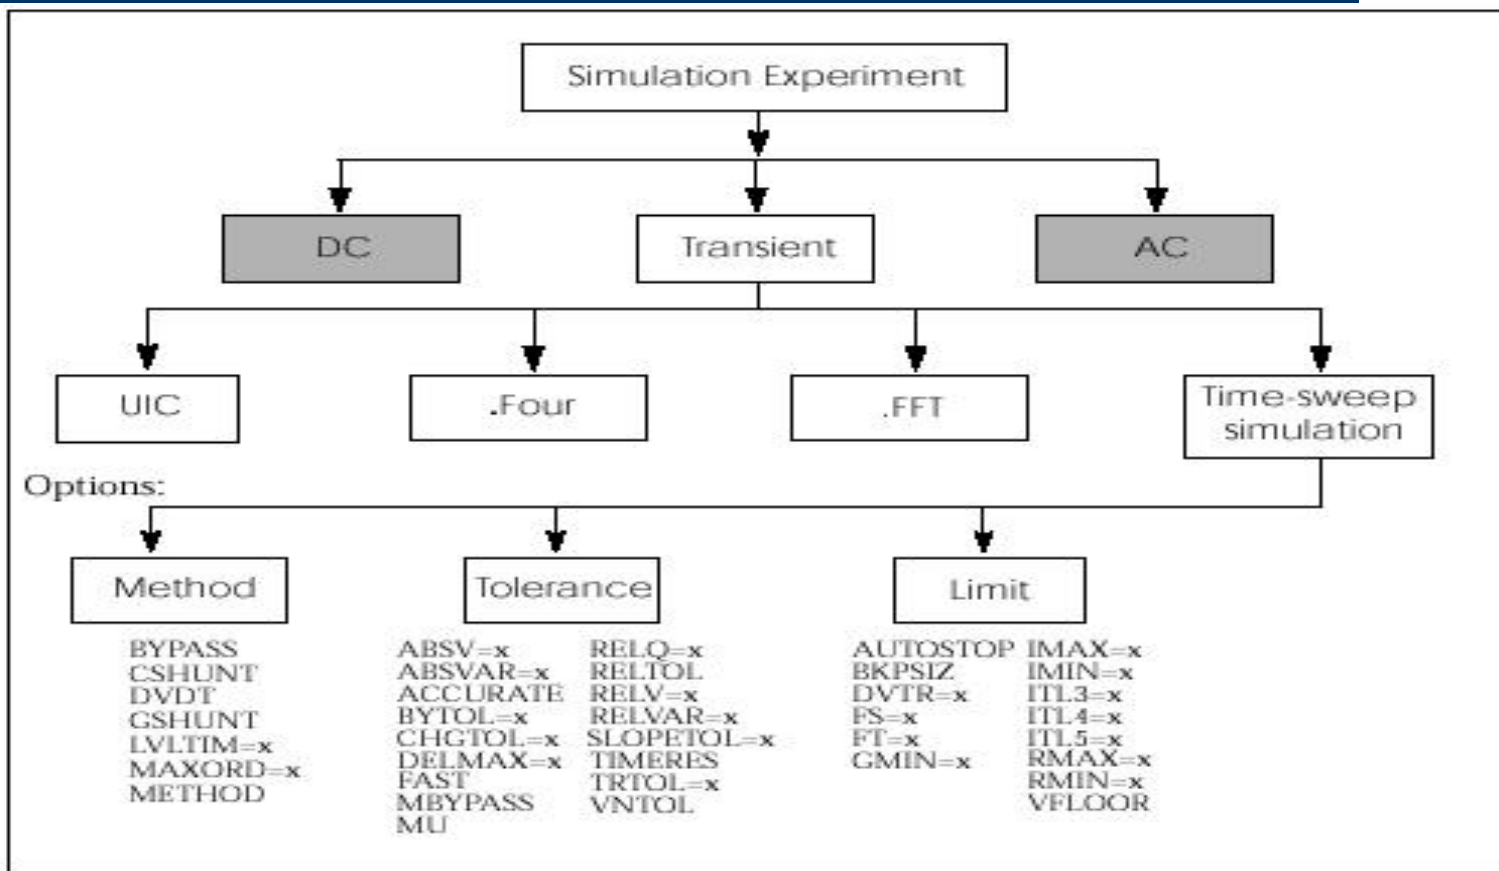 Simulation Experiment
DC
Transient
AC
UIC
.Four
.FFT
Time-sweep
simulation
Options:
Method
Tolerance
Limit
BYPASS
CSHUNT
DVDT
GSHUNT
LVLTIM=x
MAXORD=x
METHOD
ABSV=x
ABSVAR=x
ACCURATE
BYTOL=x
CHGTOL=x
DELMAX=x
FAST
MBYPASS
MU
RELQ=x
RELTOL
RELV=x
RELVAR=x
SLOPETOL=x
TIMERES
TRTOL=x
VNTOL
AUTOSTOP
BKPSIZ
DVTR=x
FS=x
FT=x
GMIN=x
IMAX=x
IMIN=x
ITL3=x
ITL4=x
ITL5=x
RMAX=x
RMIN=x
VFLOOR